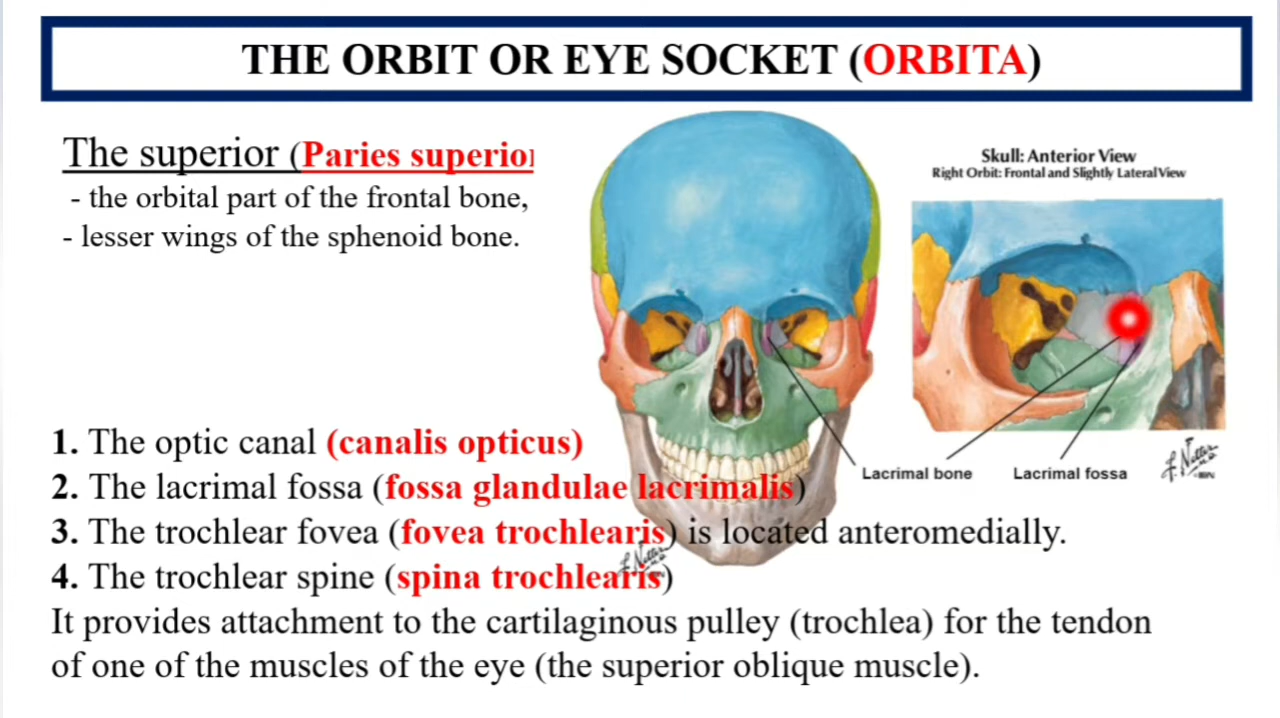 THE ORBIT OR EYE SOCKET (ORBITA)
The superior (Paries superior
- the orbital part of the frontal bone,
- lesser wings of the sphenoid bone.
Skull: Anterior View
Right Orbit: Frontal and Slightly Lateral View
Lacrimal bone
Lacrimal fossa
1. The optic canal (canalis opticus)
2. The lacrimal fossa (fossa glandulae lacrimalis)
3. The trochlear fovea (fovea trochlearis) is located anteromedially.
4. The trochlear spine (spina trochlearis)
It provides attachment to the cartilaginous pulley (trochlea) for the tendon
of one of the muscles of the eye (the superior oblique muscle).